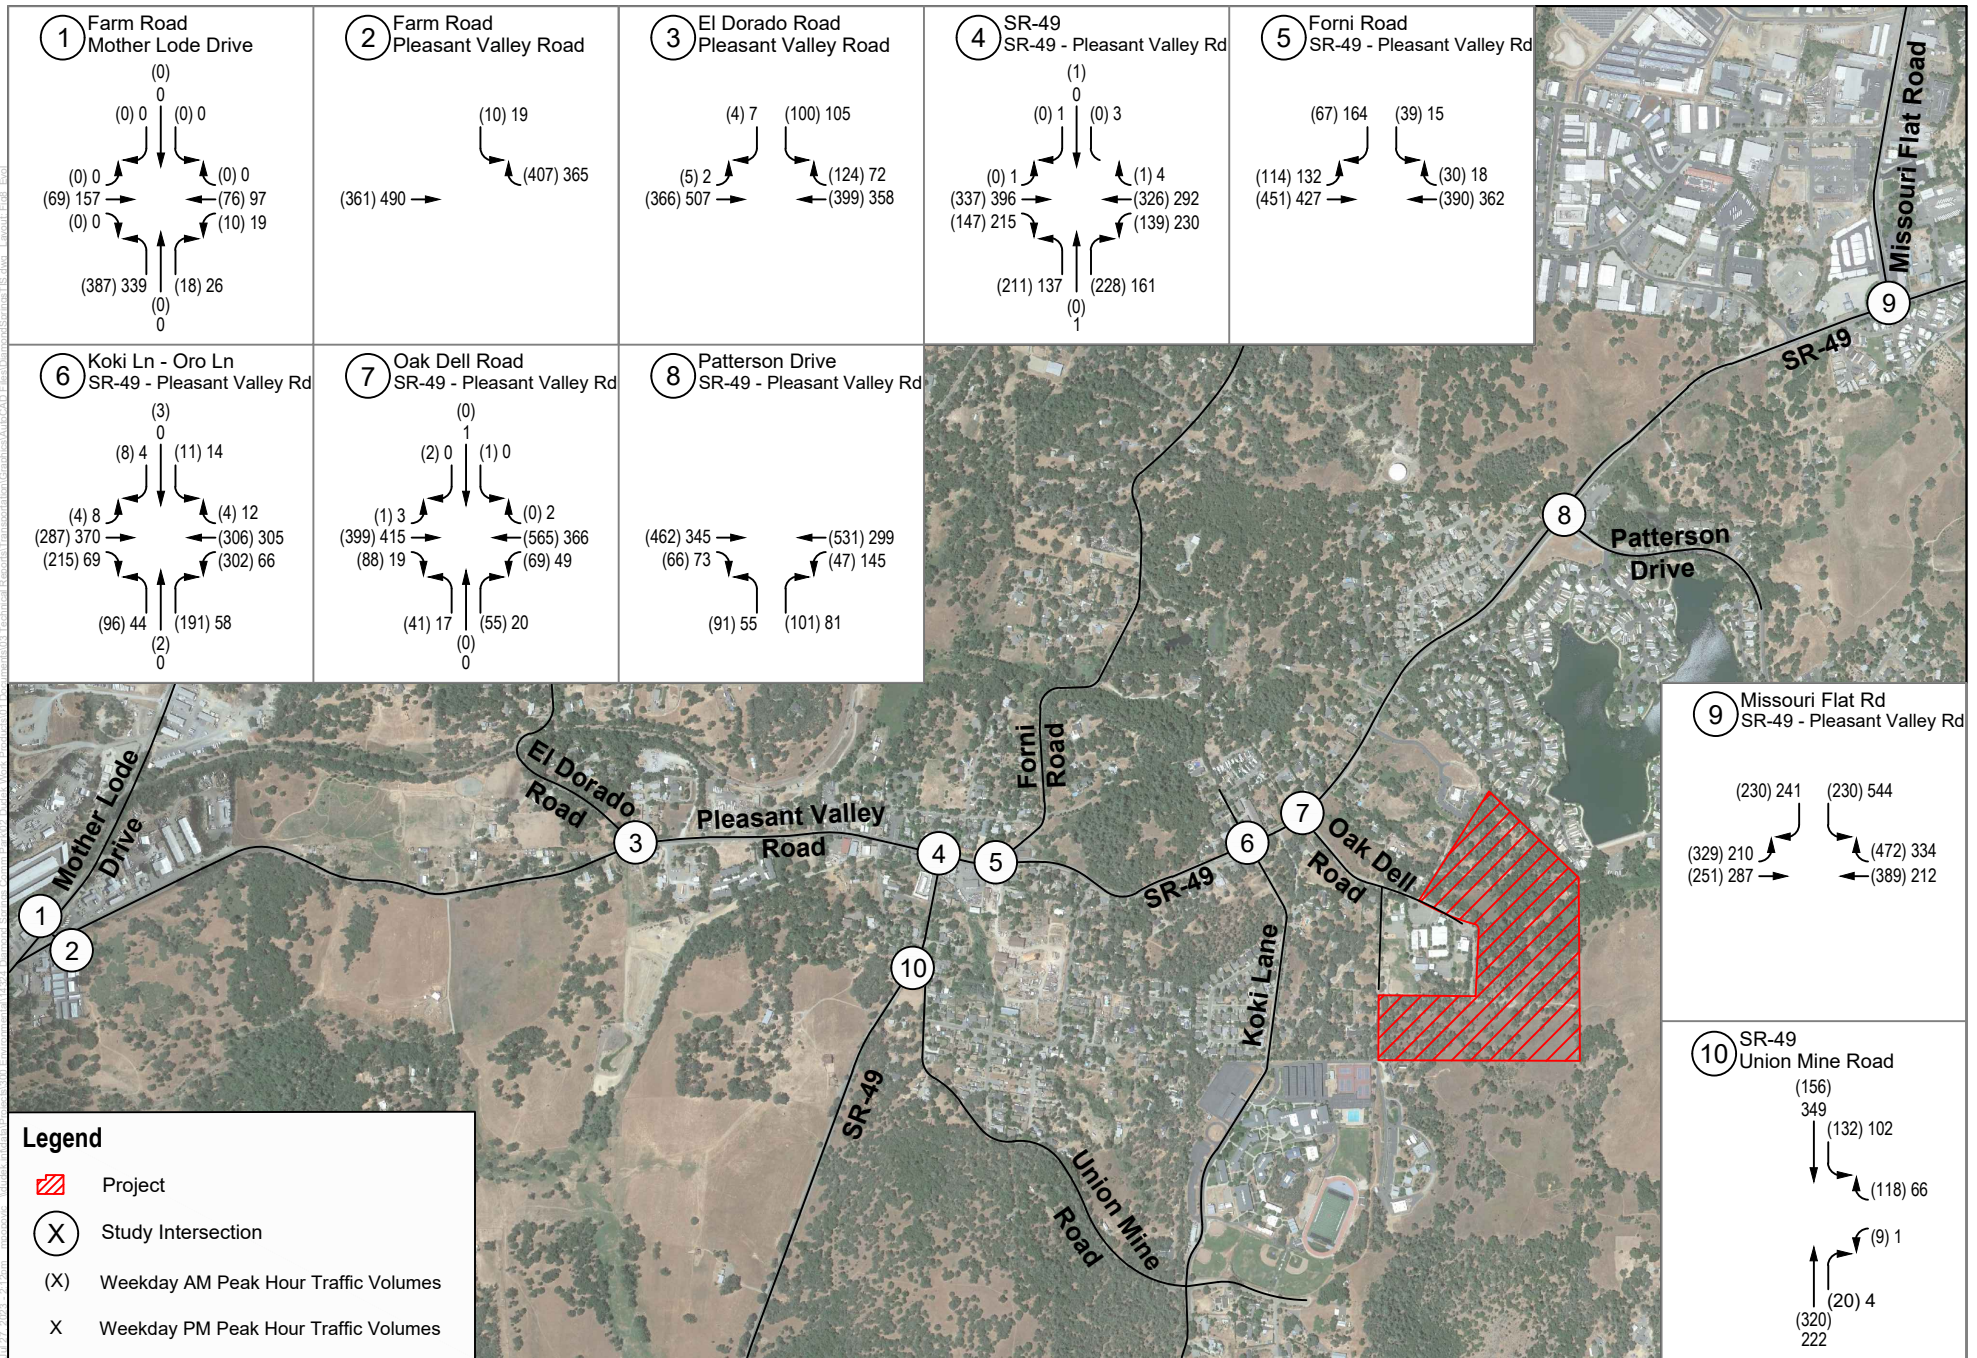 1
Farm Road
Mother Lode Drive
(0)
0
(0) 0
(0) 0
(0) 0
(0) 0
(69) 157
(76) 97
(0) 0
(10) 19
(387) 339
(18) 26
(0)
0
2
Farm Road
Pleasant Valley Road
(10) 19
(407) 365
(361) 490
3
El Dorado Road
Pleasant Valley Road
(4) 7
(100) 105
(5) 2
(124) 72
(366) 507
(399) 358
4
SR-49
SR-49 - Pleasant Valley Rd
(1)
0
(0) 1
(0) 3
(0) 1
(1) 4
(337) 396
(326) 292
(147) 215
(139) 230
(211) 137
(228) 161
(0)
1
5
Forni Road
SR-49 - Pleasant Valley Rd
(67) 164
(39) 15
(114) 132
(30) 18
(451) 427
(390) 362
6
Koki Ln - Oro Ln
SR-49 - Pleasant Valley Rd
(3)
0
(8) 4
(11) 14
(4) 8
(4) 12
(287) 370
(306) 305
(215) 69
(302) 66
(96) 44
(191) 58
(2)
0
7
Oak Dell Road
SR-49 - Pleasant Valley Rd
(0)
1
(2) 0
(1) 0
(1) 3
(0) 2
(399) 415
(565) 366
(88) 19
(69) 49
(41) 17
(55) 20
(0)
0
8
Patterson Drive
SR-49 - Pleasant Valley Rd
(462) 345
(531) 299
(66) 73
(47) 145
(91) 55
(101) 81
9
Missouri Flat Rd
SR-49 - Pleasant Valley Rd
(230) 241
(230) 544
(329) 210
(472) 334
(251) 287
(389) 212
10
SR-49
Union Mine Road
(156)
349
(132) 102
(118) 66
(9) 1
(20) 4
(320)
222
Missouri Flat Road
9
SR-49
8
Patterson
Drive
Forni
Road
El Dorado
Road
Mother Lode
Drive
Pleasant Valley
Road
1
2
3
4
5
6
7
Oak Dell
Road
SR-49
10
Koki Lane
SR-49
Union Mine
Road
Legend
Project
X
Study Intersection
(X)
Weekday AM Peak Hour Traffic Volumes
X
Weekday PM Peak Hour Traffic Volumes